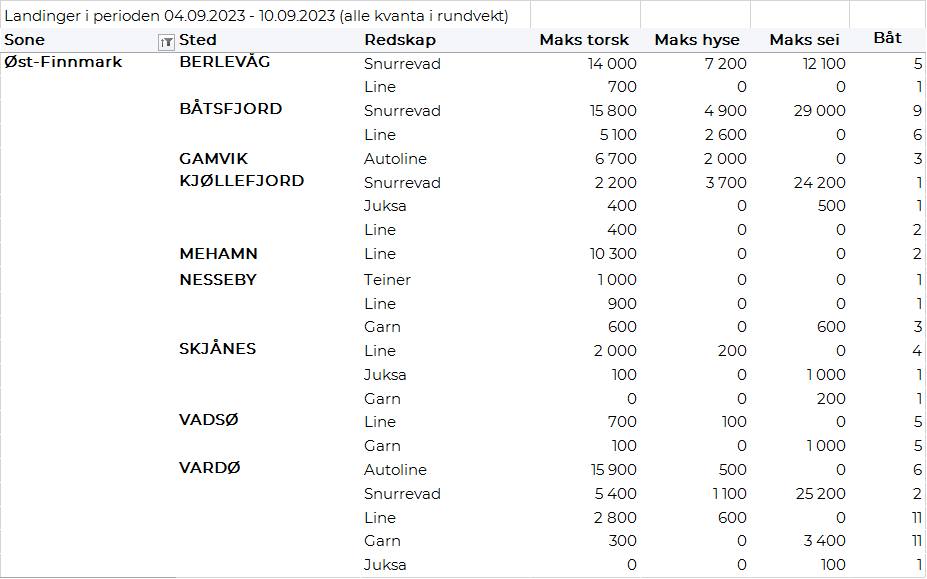 Landinger i perioden 04.09.2023 - 10.09.2023 (alle kvanta i rundvekt)
Sone Sted Redskap Maks torsk Maks hyse Maks sei Båt
Øst-Finnmark BERLEVÅG Snurrevad 14 000 7 200 12 100 5
Line 700 0 0 1
BÅTSFJORD Snurrevad 15 800 4 900 29 000 9
Line 5 100 2 600 0 6
GAMVIK Autoline 6 700 2 000 0 3
KJØLLEFJORD Snurrevad 2 200 3 700 24 200 1
Juksa 400 0 500 1
Line 400 0 0 2
MEHAMN Line 10 300 0 0 2
NESSEBY Teiner 1 000 0 0 1
Line 900 0 0 1
Garn 600 0 600 3
SKJÅNES Line 2 000 200 0 4
Juksa 100 0 1 000 1
Garn 0 0 200 1
VADSØ Line 700 100 0 5
Garn 100 0 1 000 5
VARDØ Autoline 15 900 500 0 6
Snurrevad 5 400 1 100 25 200 2
Line 2 800 600 0 11
Garn 300 0 3 400 11
Juksa 0 0 100 1